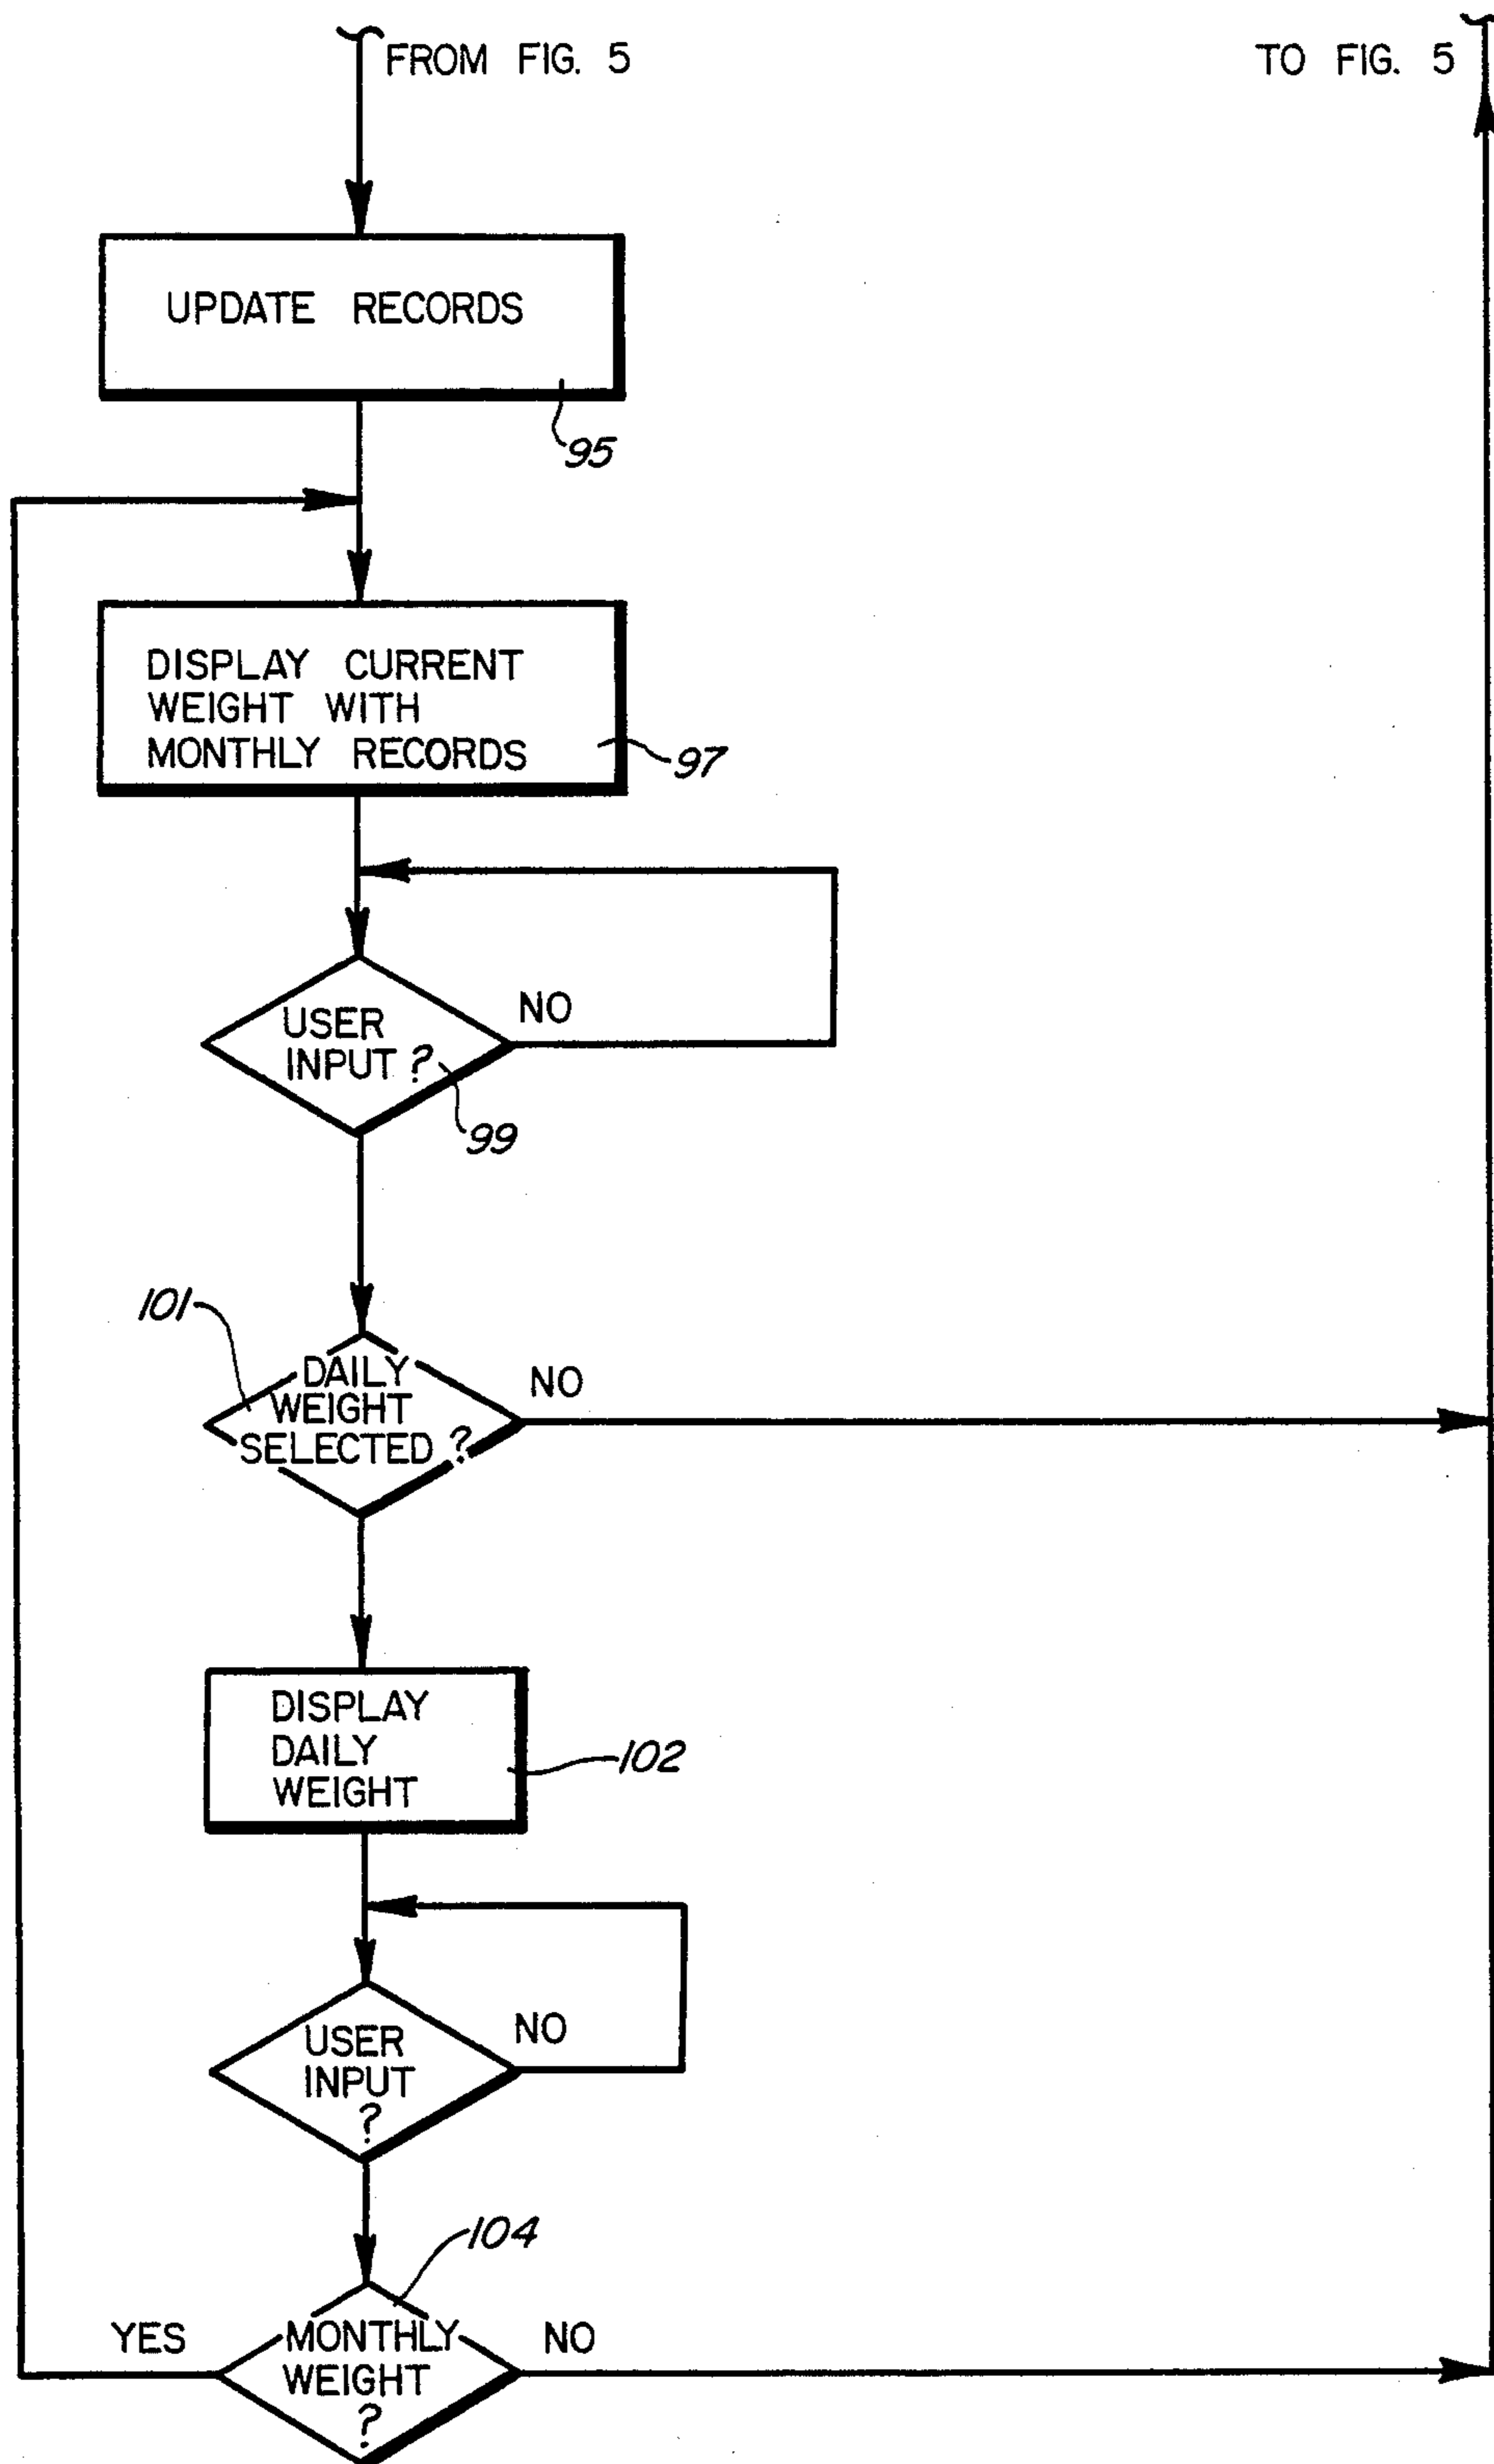 FROM FIG. 5
TO FIG. 5
UPDATE RECORDS
95
DISPLAY CURRENT
WEIGHT WITH
MONTHLY RECORDS
97
NO
USER
INPUT ?
99
101
DAILY
WEIGHT
SELECTED ?
NO
DISPLAY
DAILY
WEIGHT
102
USER
INPUT
?
NO
104
YES
MONTHLY
WEIGHT
?
NO